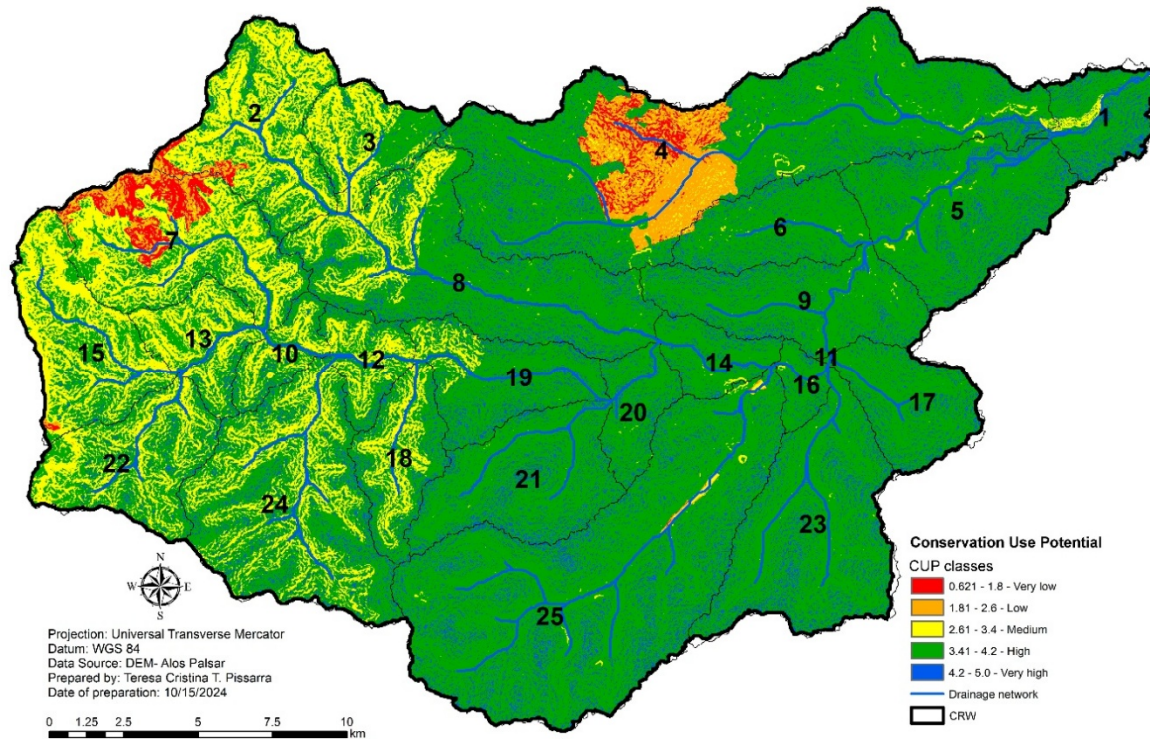 1
2
3
4
5
6
7
8
9
10
11
12
13
14
15
16
17
18
19
20
21
22
23
24
25
N
W E
S
Projection: Universal Transverse Mercator
Datum: WGS 84
Data Source: DEM- Alos Palsar
Prepared by: Teresa Cristina T. Pissarra
Date of preparation: 10/15/2024
0 1.25 2.5 5 7.5 10
km
Conservation Use Potential
CUP classes
0.621 - 1.8 - Very low
1.81 - 2.6 - Low
2.61 - 3.4 - Medium
3.41 - 4.2 - High
4.2 - 5.0 - Very high
Drainage network
CRW